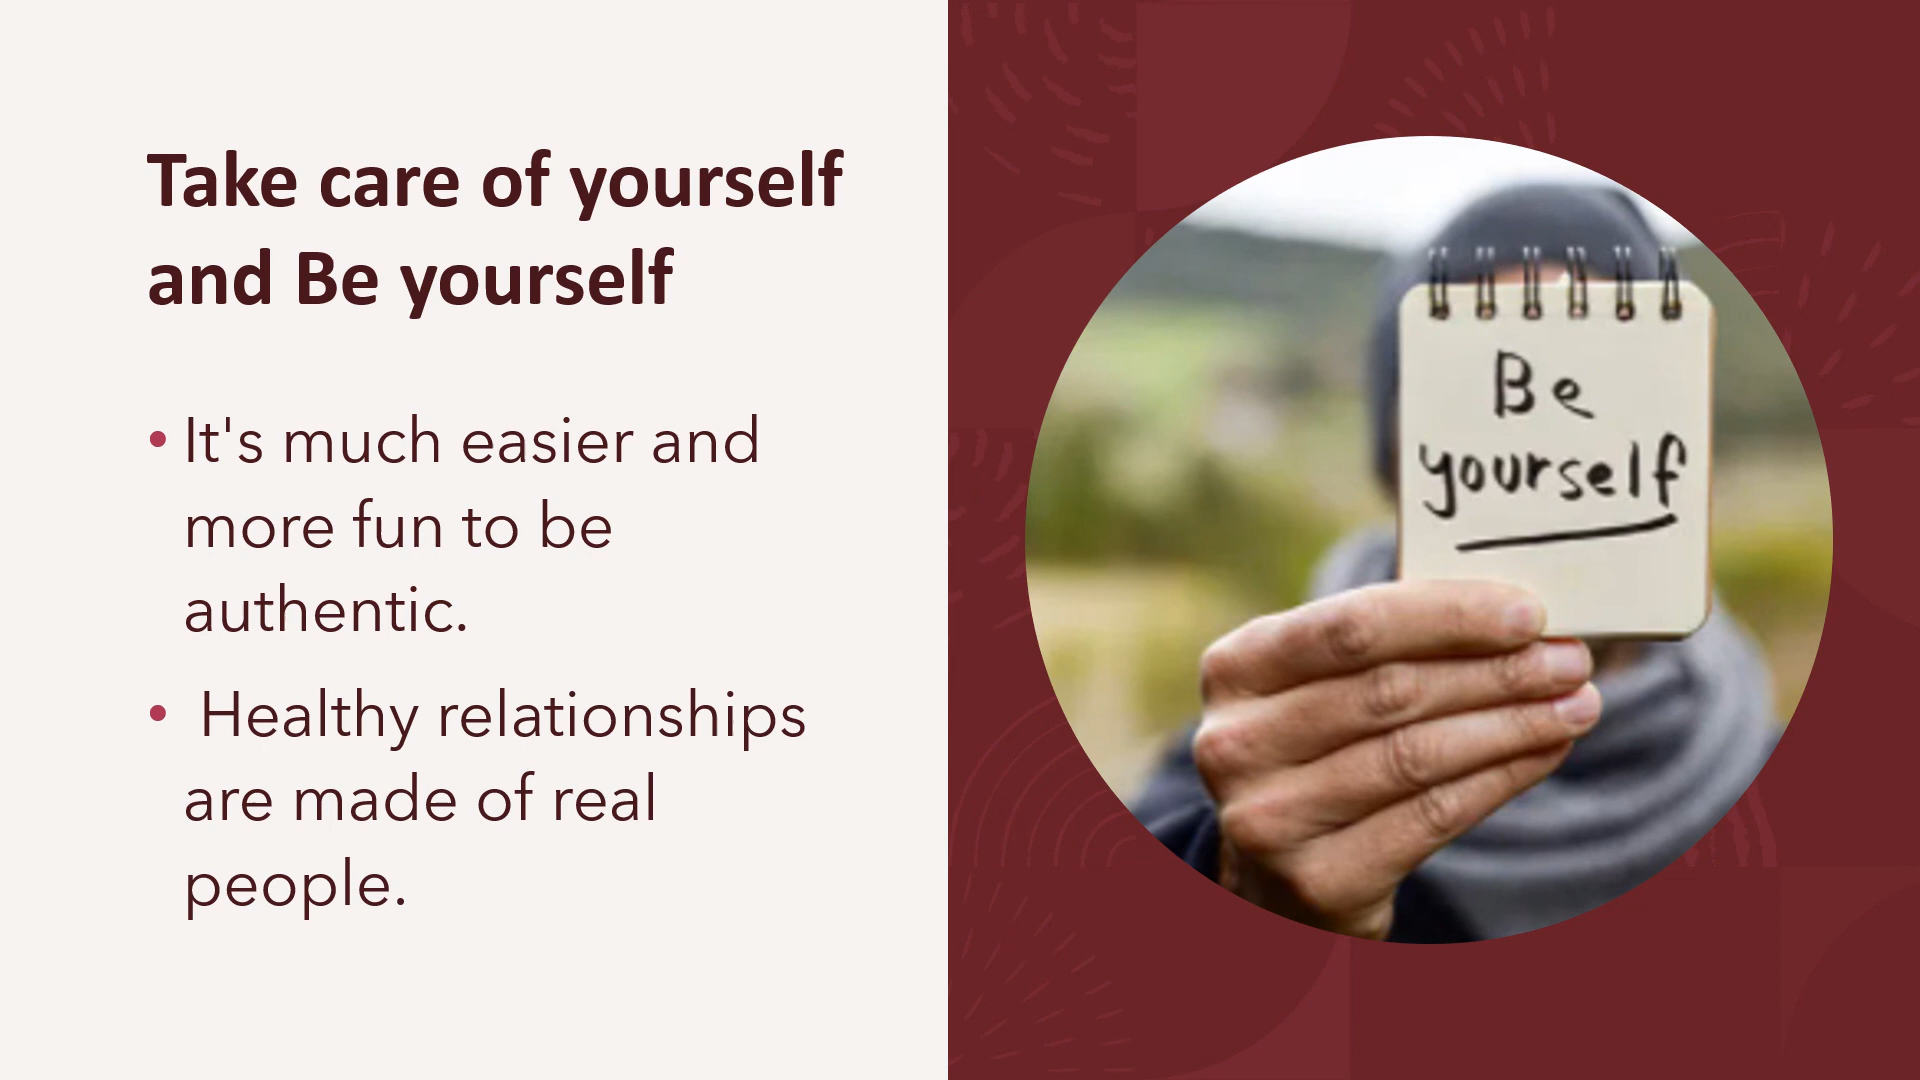 Take care of yourself
and Be yourself
• It's much easier and
more fun to be
authentic.
• Healthy relationships
are made of real
people.
Be
yourself